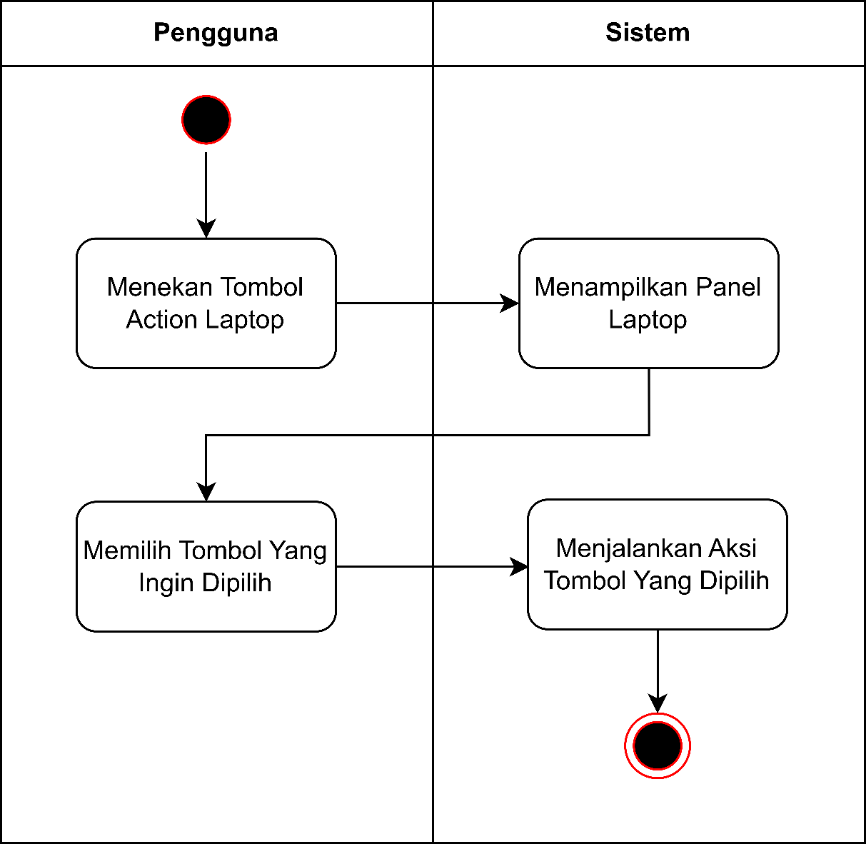 Pengguna
Sistem
Menekan Tombol
Action Laptop
Menampilkan Panel
Laptop
Memilih Tombol Yang
Ingin Dipilih
Menjalankan Aksi
Tombol Yang Dipilih